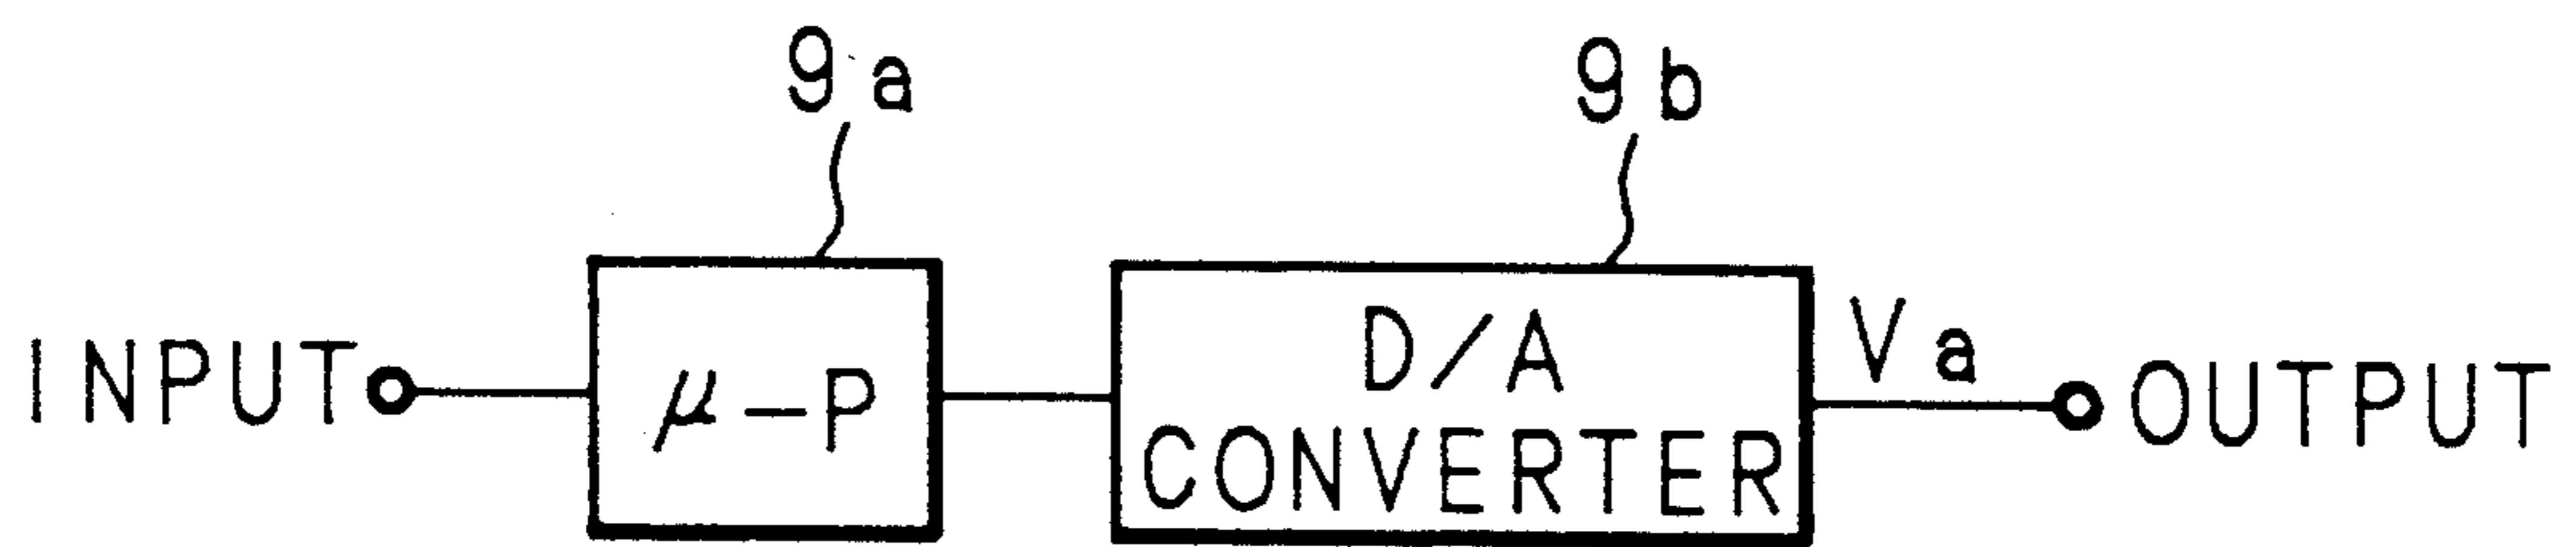 9a
9b
INPUT
μ-P
D/A
CONVERTER
Va
OUTPUT